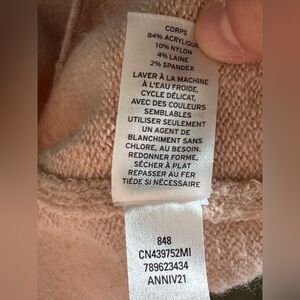 CORPS
84% ACRYLIQUE
10% NYLON
4% LAINE
2% SPANDEX
LAVER À LA MACHINE
À L'EAU FROIDE,
CYCLE DÉLICAT,
AVEC DES COULEURS
SEMBLABLES
UTILISER SEULEMENT
UN AGENT DE
BLANCHIMENT SANS
CHLORE, AU BESOIN.
REDONNER FORME,
SÉCHER À PLAT
REPASSER AU FER
TIÈDE SI NÉCESSAIRE
848
CN439752MI
789623434
ANNIV21